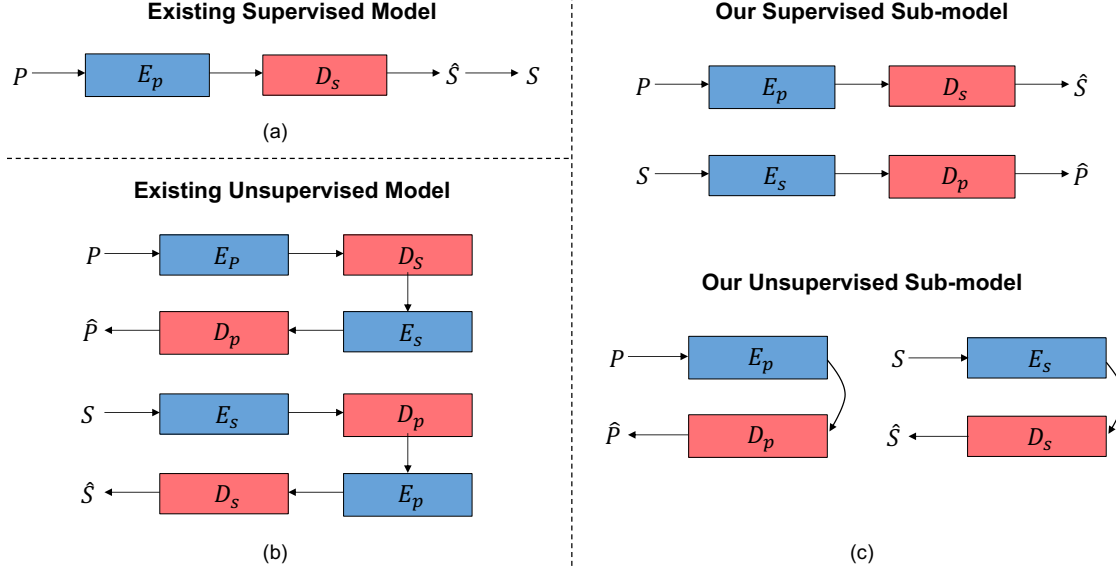 Existing Supervised Model
P E_p D_s Ŝ S
(a)
Existing Unsupervised Model
P E_P D_S
P̂ D_p E_s
S E_s D_p
Ŝ D_s E_p
(b)
Our Supervised Sub-model
P E_p D_s Ŝ
S E_s D_p P̂
Our Unsupervised Sub-model
P E_p S E_s
P̂ D_p Ŝ D_s
(c)